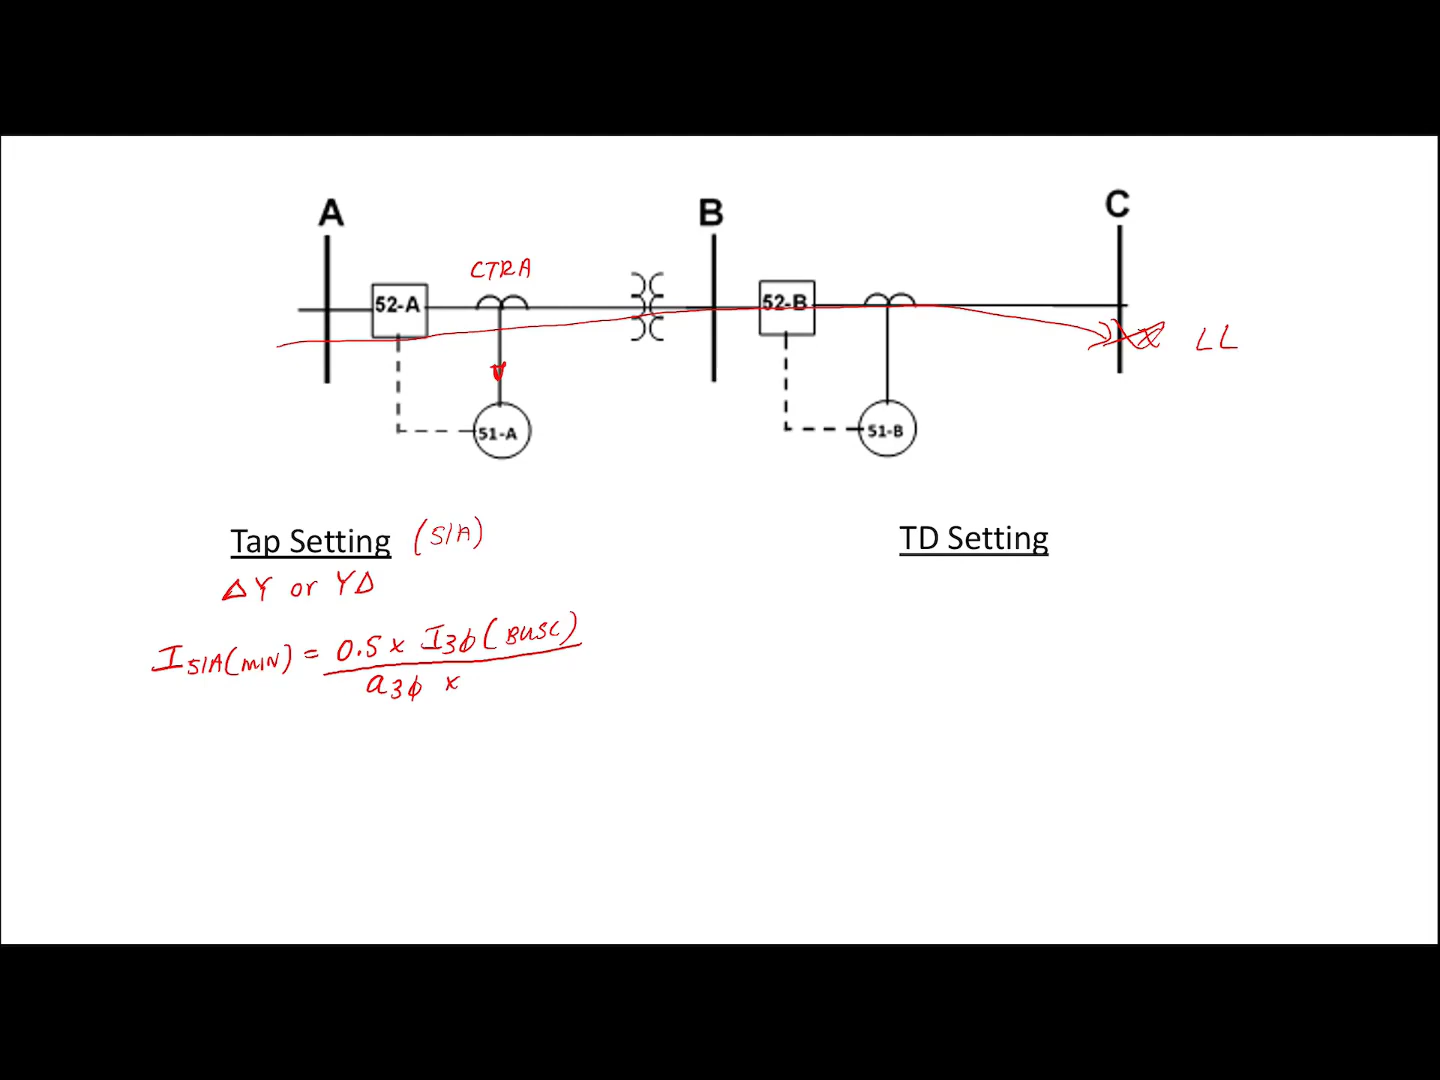 A
B
C
CTRA
52-A
52-B
LL
51-A
51-B
Tap Setting (51A)
TD Setting
ΔY or YΔ
I51A(MIN) = 0.5 x I3φ(BUSC)
a3φ x